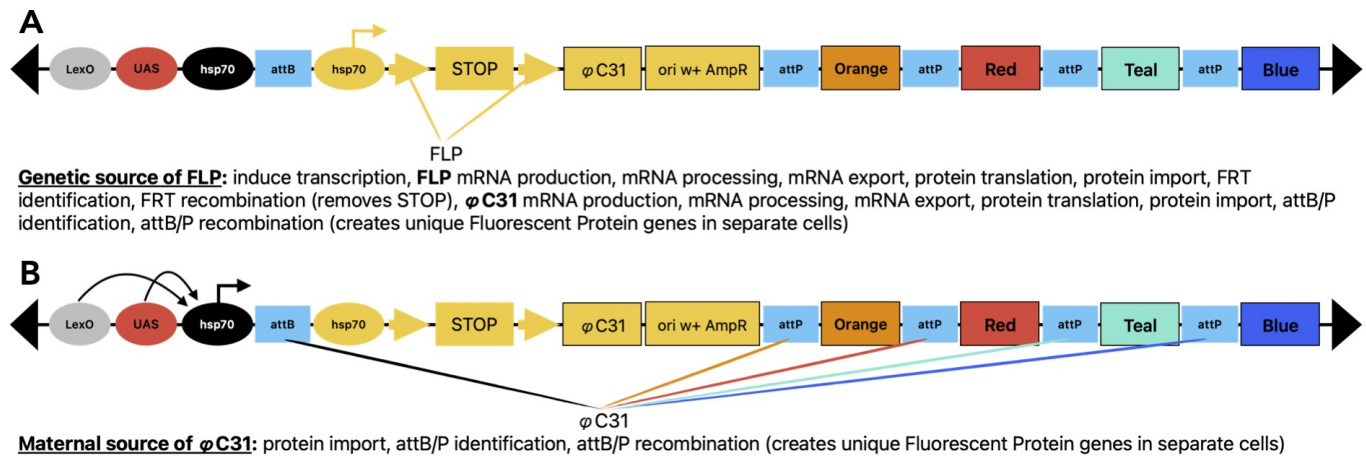 A
LexO UAS hsp70 attB hsp70 STOP φC31 ori w+ AmpR attP Orange attP Red attP Teal attP Blue
FLP
Genetic source of FLP: induce transcription, FLP mRNA production, mRNA processing, mRNA export, protein translation, protein import, FRT
identification, FRT recombination (removes STOP), φC31 mRNA production, mRNA processing, mRNA export, protein translation, protein import, attB/P
identification, attB/P recombination (creates unique Fluorescent Protein genes in separate cells)
B
LexO UAS hsp70 attB hsp70 STOP φC31 ori w+ AmpR attP Orange attP Red attP Teal attP Blue
φC31
Maternal source of φC31: protein import, attB/P identification, attB/P recombination (creates unique Fluorescent Protein genes in separate cells)